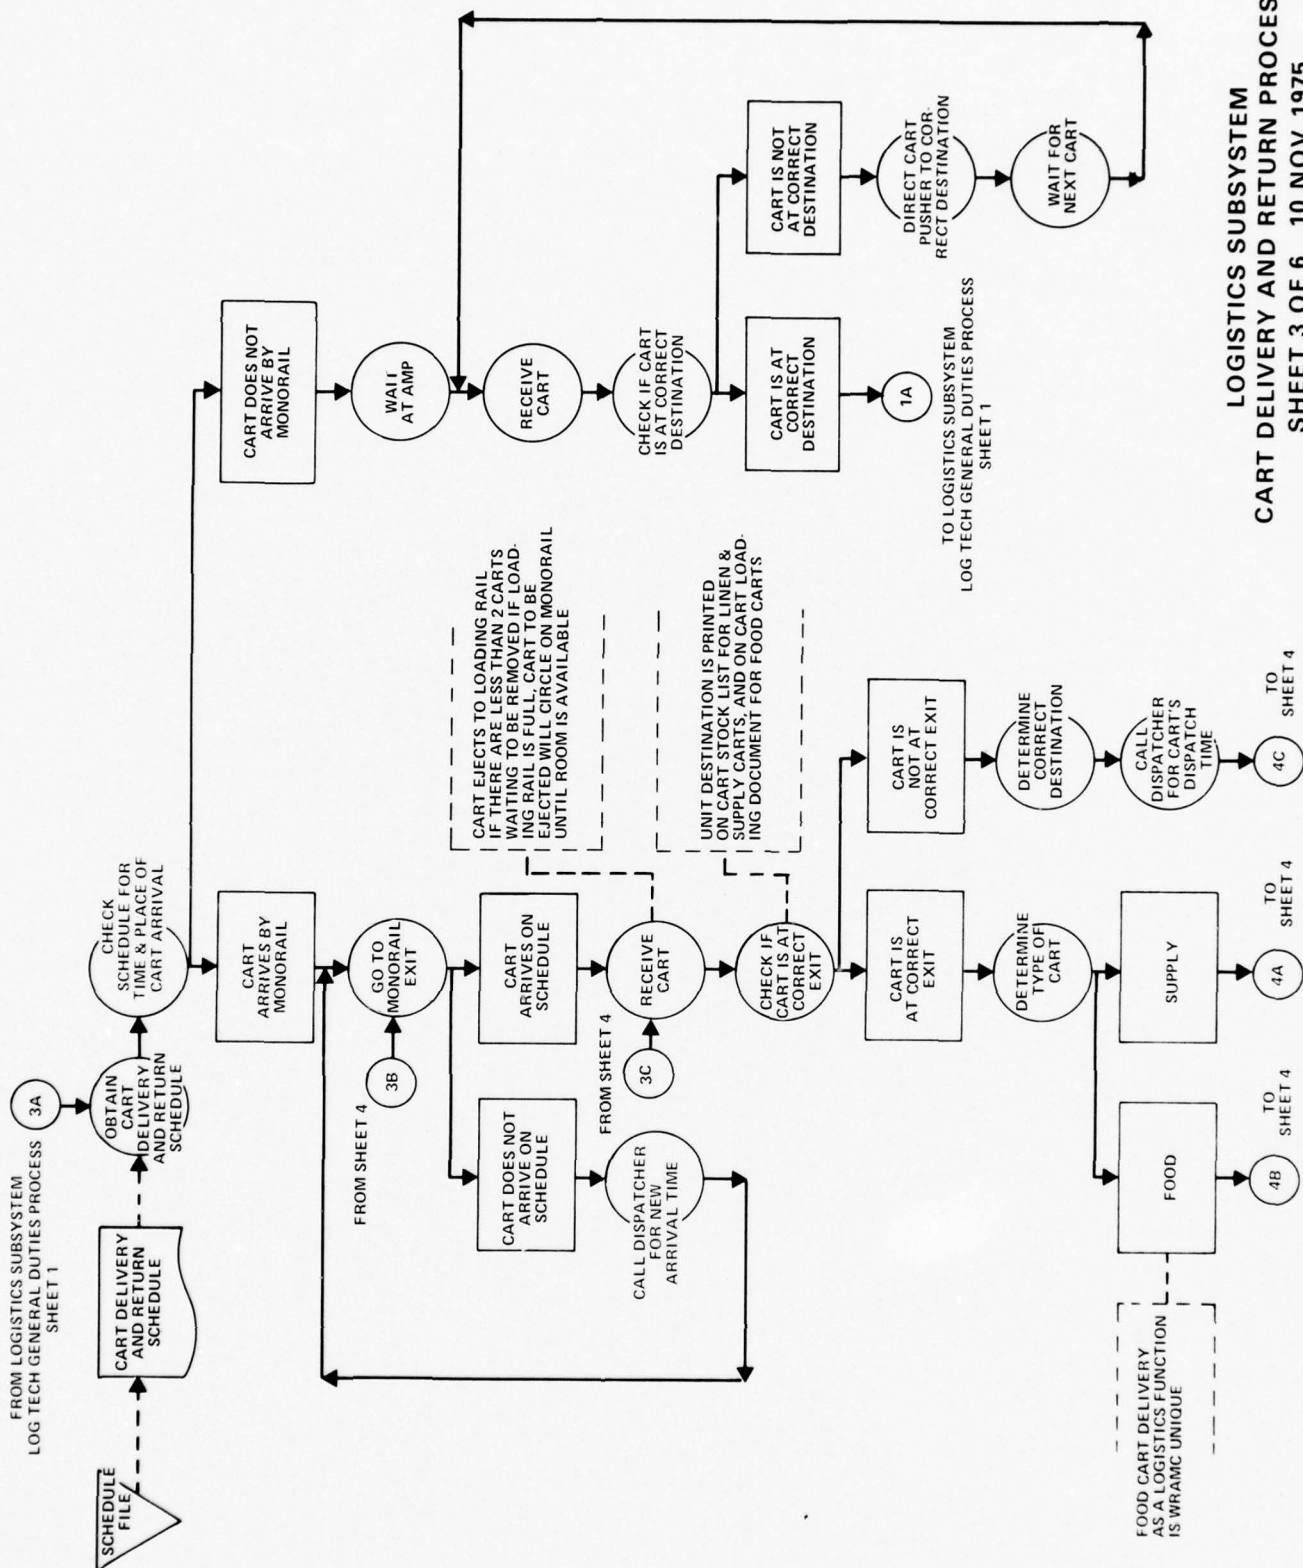 FROM LOGISTICS SUBSYSTEM
LOG TECH GENERAL DUTIES PROCESS
SHEET 1
3A
SCHEDULE
FILE
CART DELIVERY
AND RETURN
SCHEDULE
OBTAIN
CART
DELIVERY
AND RETURN
SCHEDULE
CHECK
SCHEDULE FOR
TIME & PLACE OF
CART ARRIVAL
CART
ARRIVES BY
MONORAIL
CART DOES NOT
ARRIVE BY
MONORAIL
FROM SHEET 4
3B
GO TO
MONORAIL
EXIT
WAIT
AT AMP
CART DOES NOT
ARRIVE ON
SCHEDULE
CART
ARRIVES ON
SCHEDULE
CART EJECTS TO LOADING RAIL
IF THERE ARE LESS THAN 2 CARTS
WAITING TO BE REMOVED IF LOAD-
ING RAIL IS FULL, CART TO BE
EJECTED WILL CIRCLE ON MONORAIL
UNTIL ROOM IS AVAILABLE
RECEIVE
CART
CALL DISPATCHER
FOR NEW
ARRIVAL TIME
FROM SHEET 4
3C
RECEIVE
CART
CHECK IF CART
IS AT CORRECT
DESTINATION
CHECK IF
CART IS AT
CORRECT
EXIT
UNIT DESTINATION IS PRINTED
ON CART STOCK LIST FOR LINEN &
SUPPLY CARTS, AND ON CART LOAD-
ING DOCUMENT FOR FOOD CARTS
CART IS AT
CORRECT
DESTINATION
CART IS NOT
AT CORRECT
DESTINATION
CART IS
AT CORRECT
EXIT
CART IS
NOT AT
CORRECT EXIT
1A
TO LOGISTICS SUBSYSTEM
LOG TECH GENERAL DUTIES PROCESS
SHEET 1
DIRECT CART
PUSHER TO COR-
RECT DESTINATION
DETERMINE
TYPE OF
CART
DETERMINE
CORRECT
DESTINATION
WAIT FOR
NEXT CART
FOOD CART DELIVERY
AS A LOGISTICS FUNCTION
IS WRAMC UNIQUE
FOOD
SUPPLY
CALL
DISPATCHER
FOR CART'S
DISPATCH
TIME
4B
TO
SHEET 4
4A
TO
SHEET 4
4C
TO
SHEET 4
LOGISTICS SUBSYSTEM
CART DELIVERY AND RETURN PROCES
SHEET 3 OF 6 10 NOV 1975